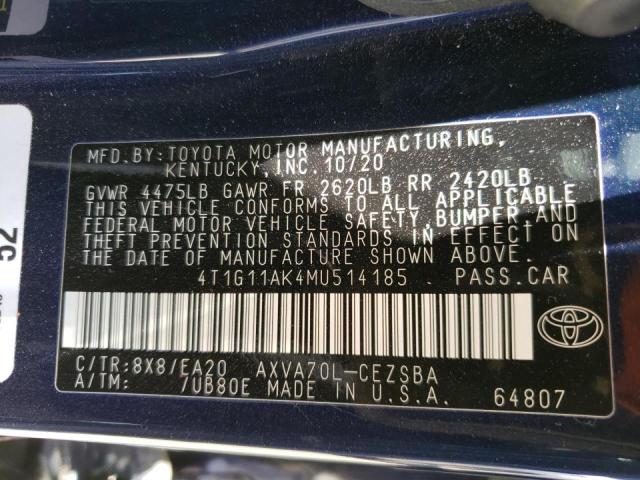 MFD.BY:TOYOTA MOTOR MANUFACTURING,
KENTUCKY, INC. 10/20
GVWR 4475LB GAWR FR 2620LB RR 2420LB
THIS VEHICLE CONFORMS TO ALL APPLICABLE
FEDERAL MOTOR VEHICLE SAFETY, BUMPER AND
THEFT PREVENTION STANDARDS IN EFFECT ON
THE DATE OF MANUFACTURE SHOWN ABOVE.
4T1G11AK4MU514185 PASS.CAR
C/TR:8X8/EA20 AXVA70L-CEZSBA
A/TM: /UB80E MADE IN U.S.A. 64807
52